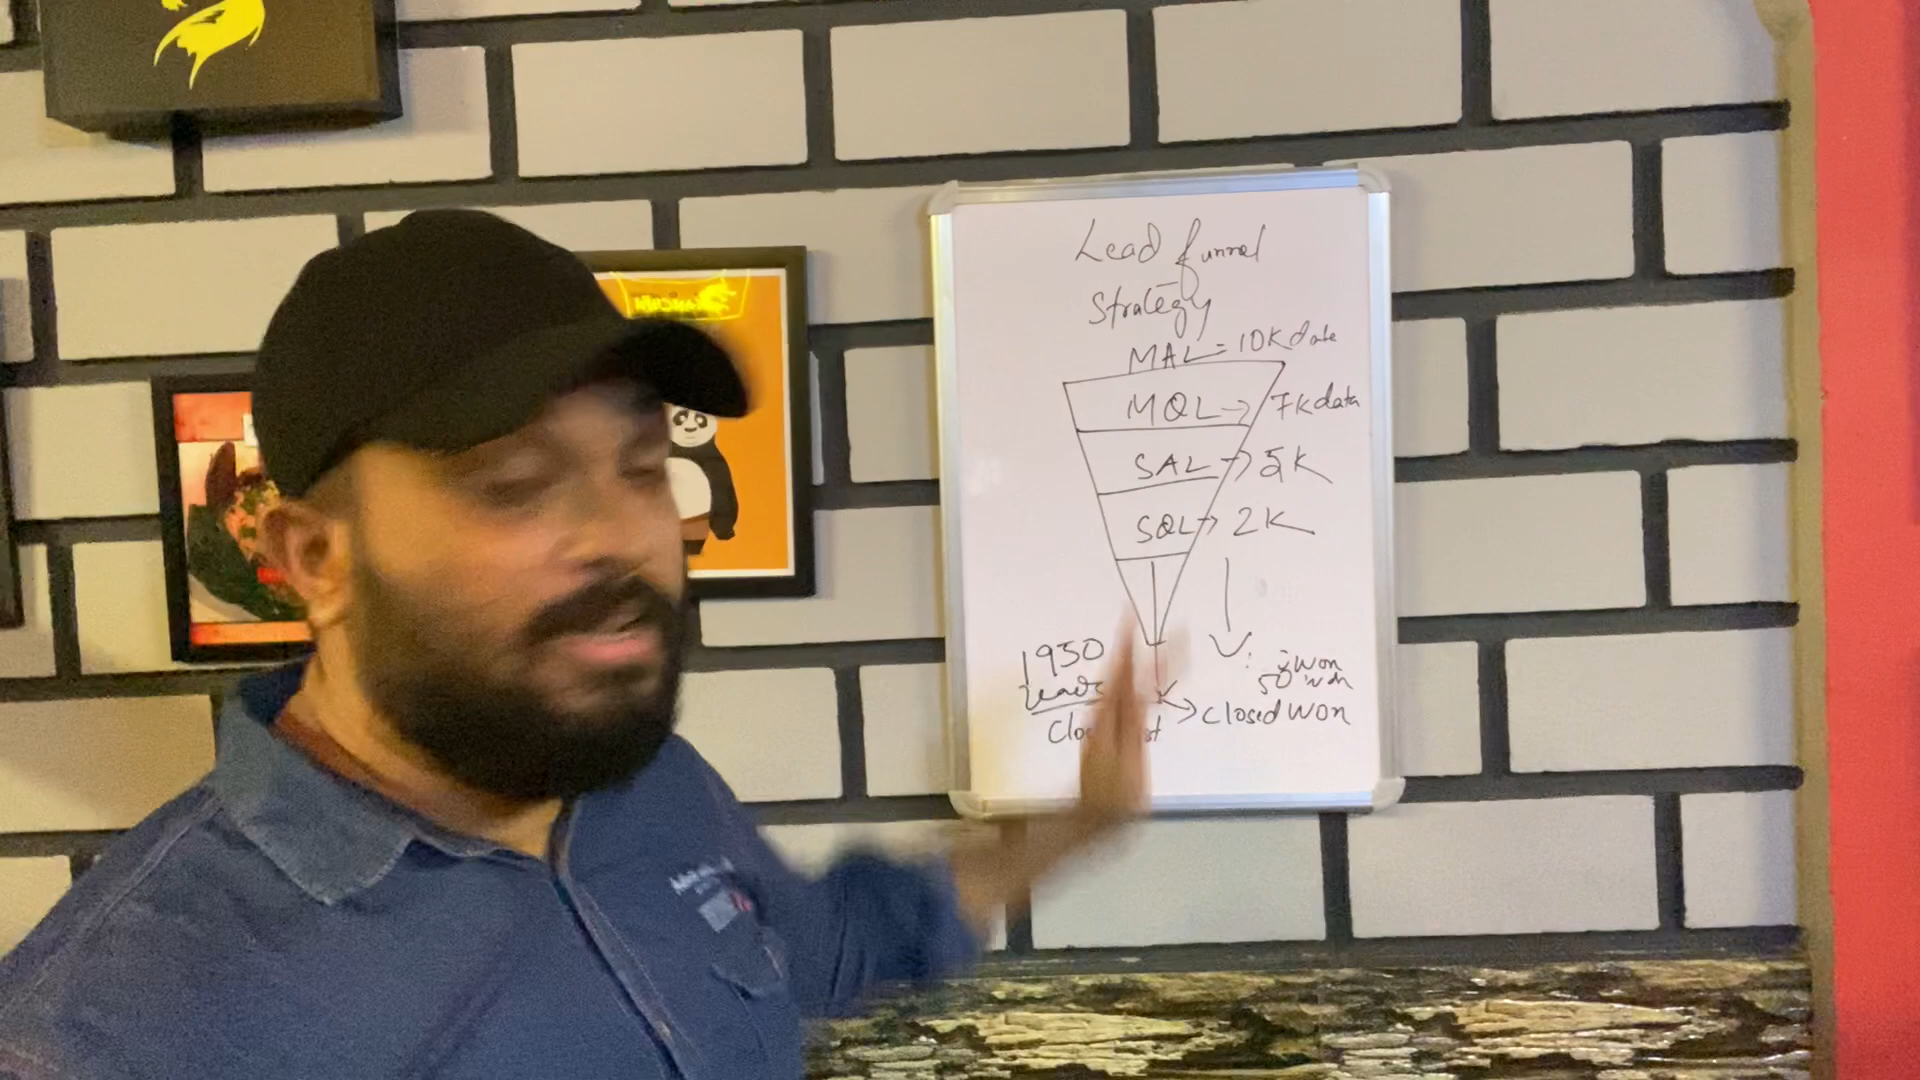 Lead funnel
Strategy
MAL = 10K data
MQL → 7K data
SAL → 5K
SQL → 2K
1950
Leads
50 won
Closed won